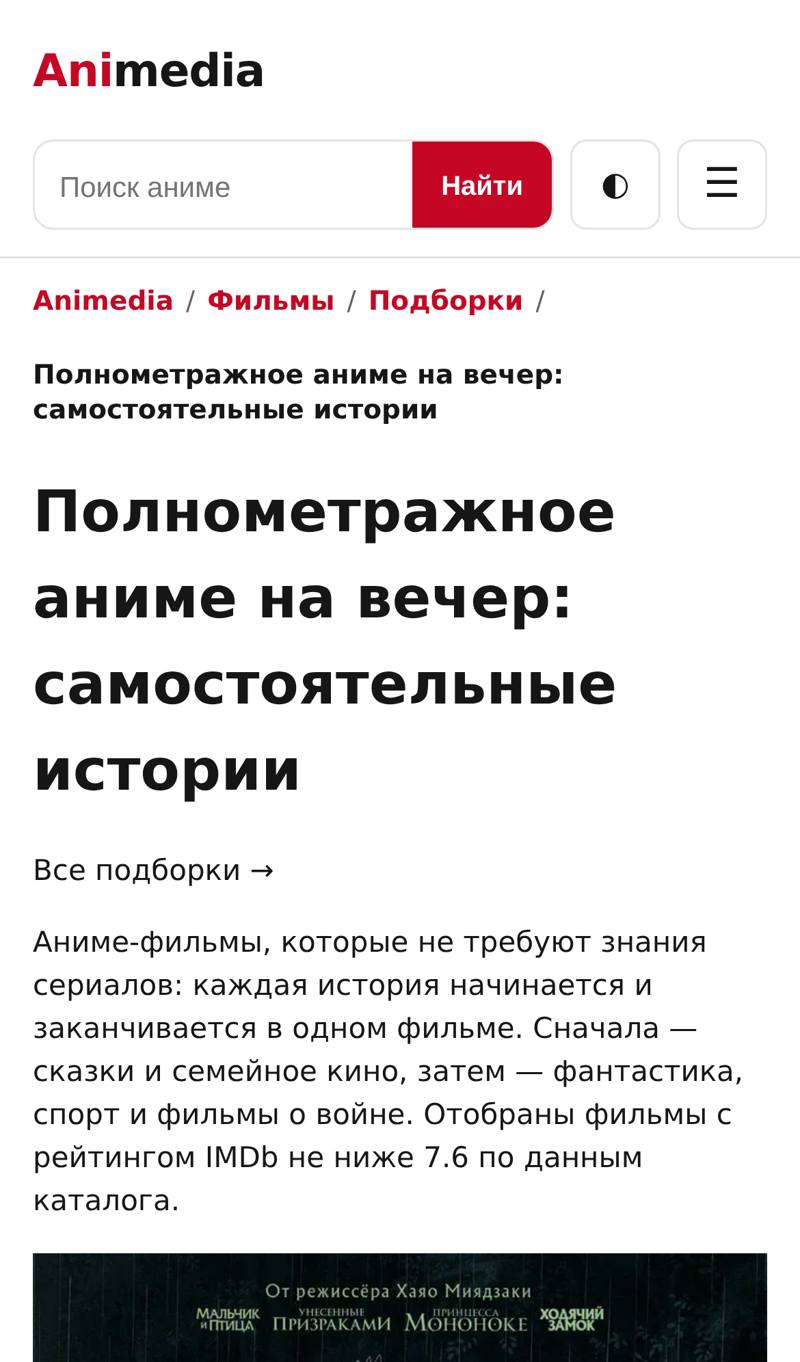 Animedia
Поиск аниме
Найти
Animedia / Фильмы / Подборки /
Полнометражное аниме на вечер:
самостоятельные истории
Полнометражное
аниме на вечер:
самостоятельные
истории
Все подборки →
Аниме-фильмы, которые не требуют знания
сериалов: каждая история начинается и
заканчивается в одном фильме. Сначала —
сказки и семейное кино, затем — фантастика,
спорт и фильмы о войне. Отобраны фильмы с
рейтингом IMDb не ниже 7.6 по данным
каталога.
От режиссёра Хаяо Миядзаки
МАЛЬЧИК И ПТИЦА УНЕСЕННЫЕ ПРИЗРАКАМИ ПРИНЦЕССА МОНОНОКЕ ХОДЯЧИЙ ЗАМОК